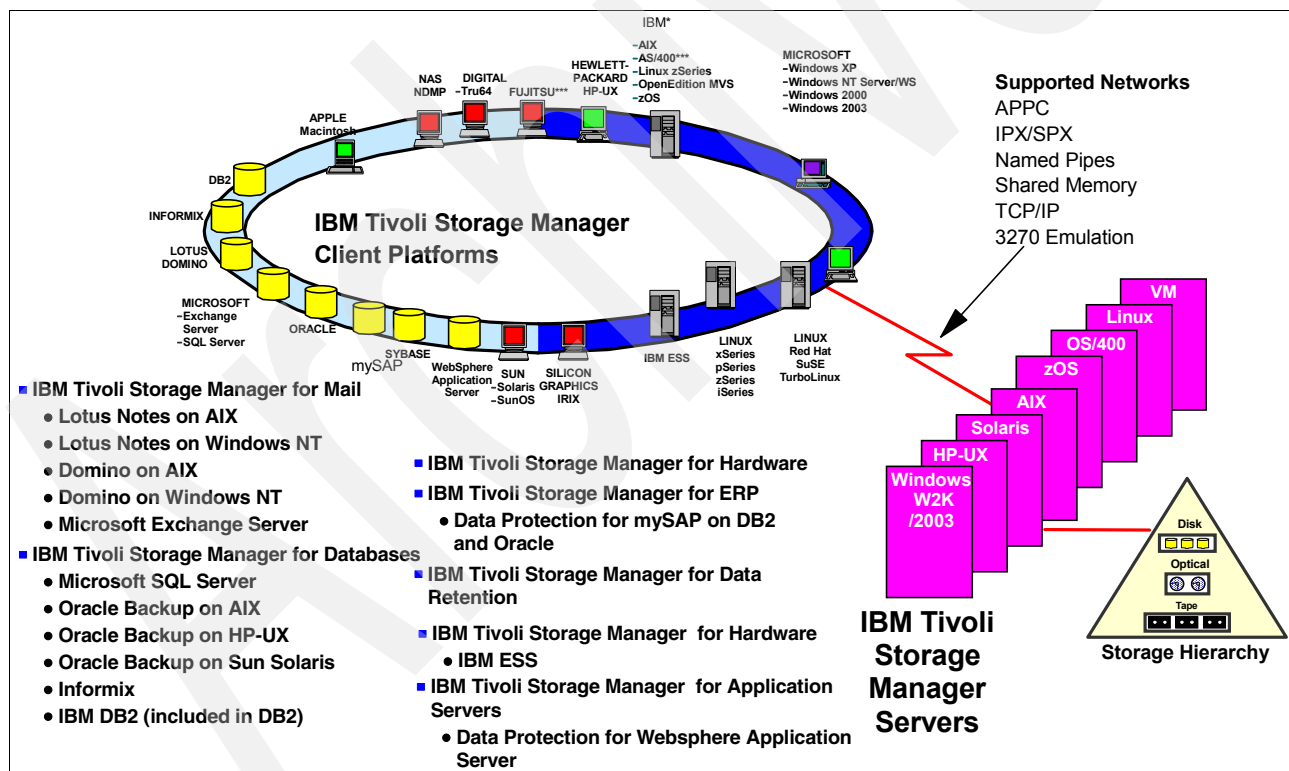 IBM*
-AIX
-AS/400***
-Linux zSeries
-OpenEdition MVS
-zOS
HEWLETT-
PACKARD
HP-UX
MICROSOFT
-Windows XP
-Windows NT Server/WS
-Windows 2000
-Windows 2003
NAS
NDMP
DIGITAL
-Tru64
FUJITSU***
APPLE
Macintosh
DB2
INFORMIX
LOTUS
DOMINO
MICROSOFT
-Exchange
Server
-SQL Server
ORACLE
mySAP
SYBASE
WebSphere
Application
Server
SUN
-Solaris
-SunOS
SILICON
GRAPHICS
IRIX
IBM ESS
LINUX
xSeries
pSeries
zSeries
iSeries
LINUX
Red Hat
SuSE
TurboLinux
IBM Tivoli Storage Manager
Client Platforms
Supported Networks
APPC
IPX/SPX
Named Pipes
Shared Memory
TCP/IP
3270 Emulation
VM
Linux
OS/400
zOS
AIX
Solaris
HP-UX
Windows
W2K
/2003
IBM Tivoli
Storage
Manager
Servers
Disk
Optical
Tape
Storage Hierarchy
IBM Tivoli Storage Manager for Mail
Lotus Notes on AIX
Lotus Notes on Windows NT
Domino on AIX
Domino on Windows NT
Microsoft Exchange Server
IBM Tivoli Storage Manager for Databases
Microsoft SQL Server
Oracle Backup on AIX
Oracle Backup on HP-UX
Oracle Backup on Sun Solaris
Informix
IBM DB2 (included in DB2)
IBM Tivoli Storage Manager for Hardware
IBM Tivoli Storage Manager for ERP
Data Protection for mySAP on DB2
and Oracle
IBM Tivoli Storage Manager for Data
Retention
IBM Tivoli Storage Manager for Hardware
IBM ESS
IBM Tivoli Storage Manager for Application
Servers
Data Protection for Websphere Application
Server